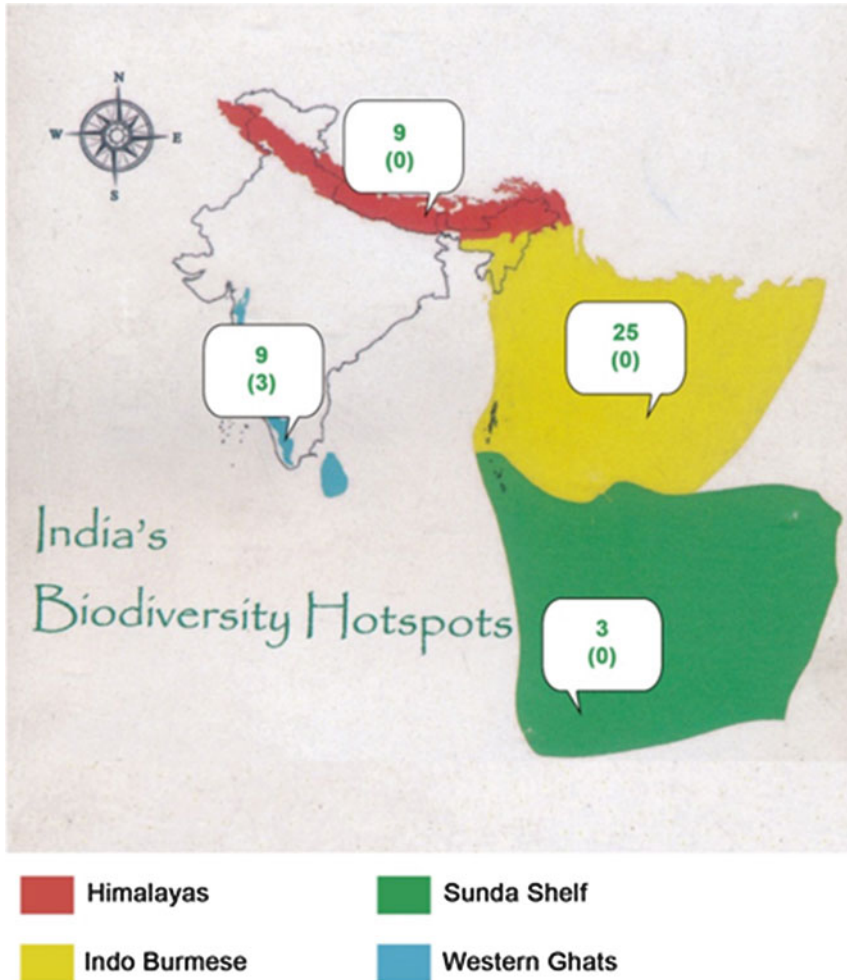 N
W
E
S
9
(0)
25
(0)
9
(3)
India's
Biodiversity Hotspots
3
(0)
Himalayas
Sunda Shelf
Indo Burmese
Western Ghats